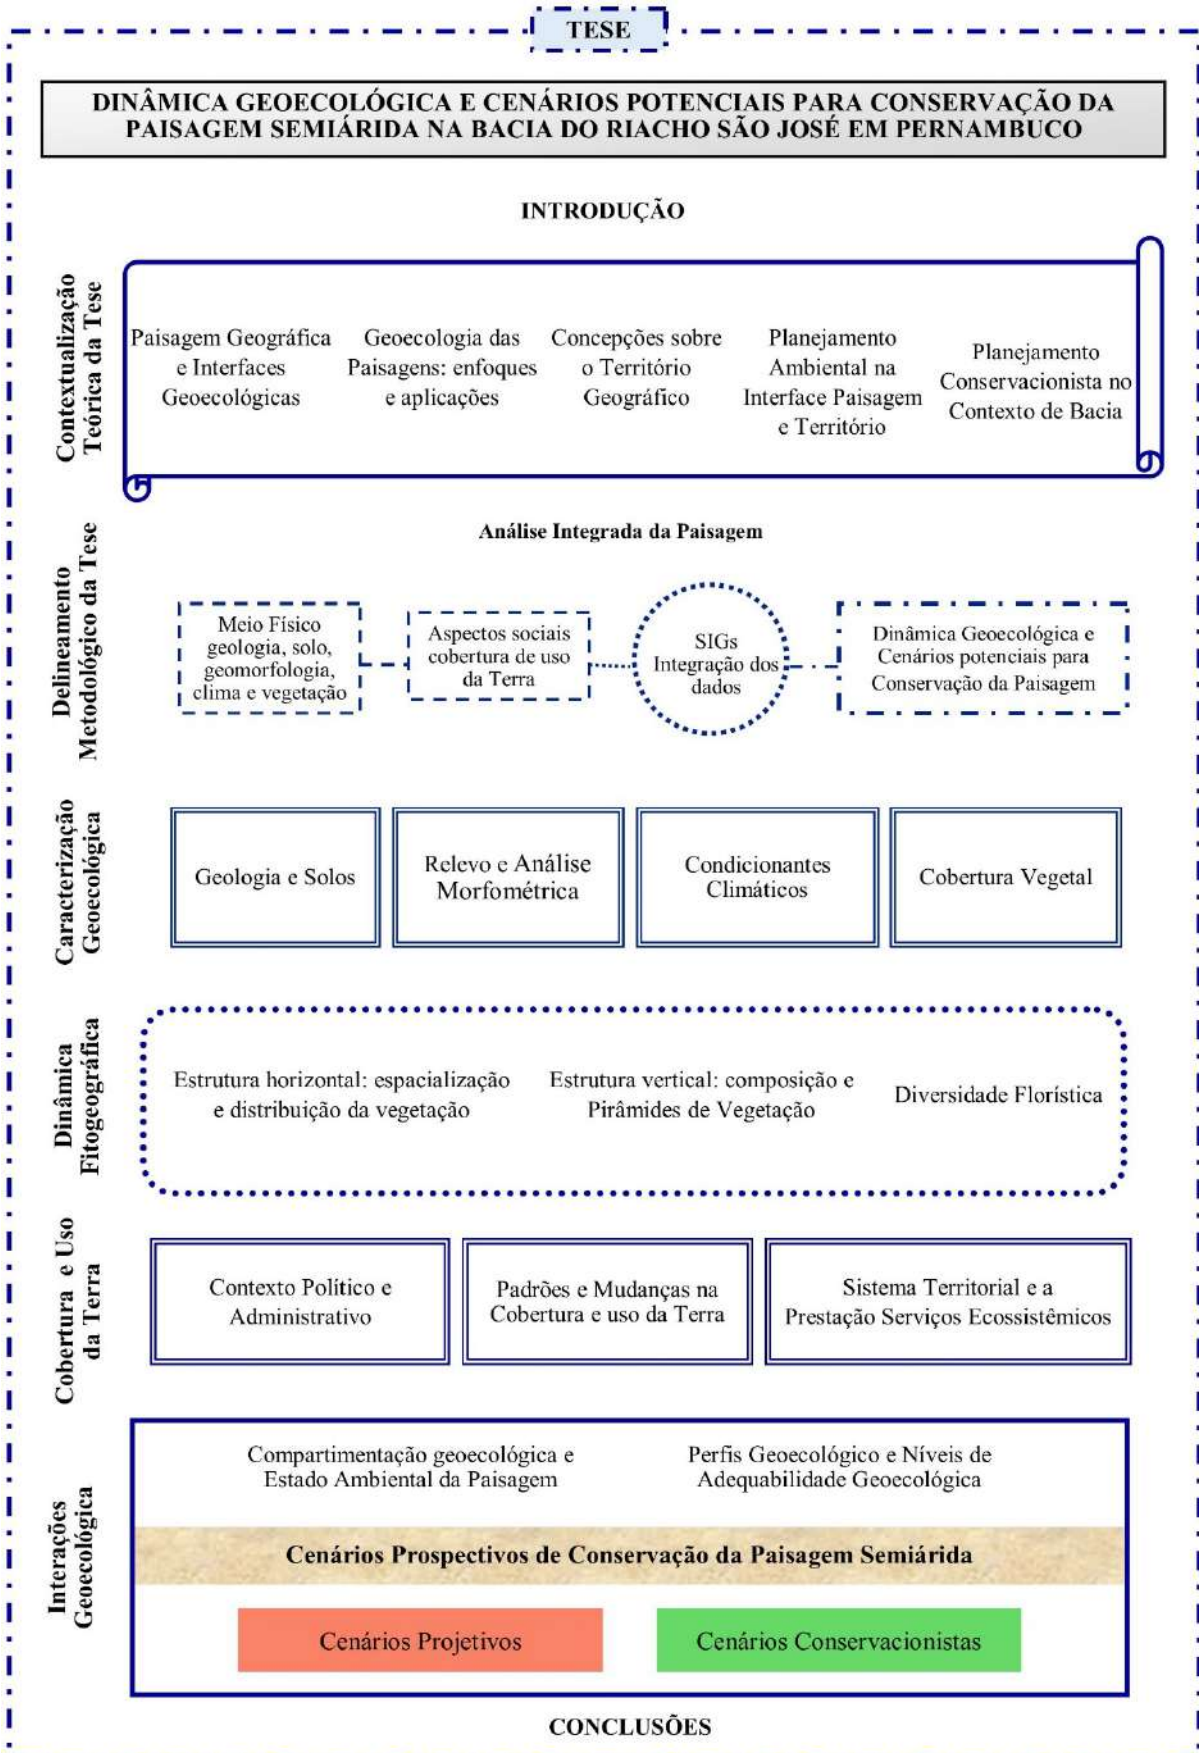 TESE
DINÂMICA GEOECOLÓGICA E CENÁRIOS POTENCIAIS PARA CONSERVAÇÃO DA
PAISAGEM SEMIÁRIDA NA BACIA DO RIACHO SÃO JOSÉ EM PERNAMBUCO
INTRODUÇÃO
Contextualização
Teórica da Tese
Paisagem Geográfica
e Interfaces
Geoecológicas
Geoecologia das
Paisagens: enfoques
e aplicações
Concepções sobre
o Território
Geográfico
Planejamento
Ambiental na
Interface Paisagem
e Território
Planejamento
Conservacionista no
Contexto de Bacia
Delineamento
Metodológico da Tese
Análise Integrada da Paisagem
Meio Físico
geologia, solo,
geomorfologia,
clima e vegetação
Aspectos sociais
cobertura de uso
da Terra
SIGs
Integração dos
dados
Dinâmica Geoecológica e
Cenários potenciais para
Conservação da Paisagem
Caracterização
Geoecológica
Geologia e Solos
Relevo e Análise
Morfométrica
Condicionantes
Climáticos
Cobertura Vegetal
Dinâmica
Fitogeográfica
Estrutura horizontal: espacialização
e distribuição da vegetação
Estrutura vertical: composição e
Pirâmides de Vegetação
Diversidade Florística
Cobertura e Uso
da Terra
Contexto Político e
Administrativo
Padrões e Mudanças na
Cobertura e uso da Terra
Sistema Territorial e a
Prestação Serviços Ecossistêmicos
Interações
Geoecológica
Compartimentação geoecológica e
Estado Ambiental da Paisagem
Perfis Geoecológico e Níveis de
Adequabilidade Geoecológica
Cenários Prospectivos de Conservação da Paisagem Semiárida
Cenários Projetivos
Cenários Conservacionistas
CONCLUSÕES